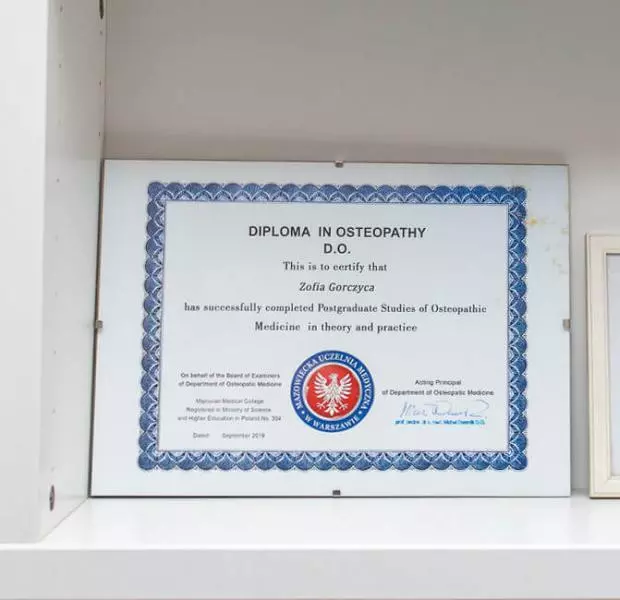 DIPLOMA IN OSTEOPATHY
D.O.
This is to certify that
Zofia Gorczyca
has successfully completed Postgraduate Studies of Osteopathic
Medicine in theory and practice
On behalf of the Board of Examiners
of Department of Osteopathic Medicine
Masovian Medical College
Registered in Ministry of Science
and Higher Education in Poland No. 304
Dated: September 2019
MAZOWIECKA UCZELNIA MEDYCZNA
W WARSZAWIE
Acting Principal
of Department of Osteopathic Medicine